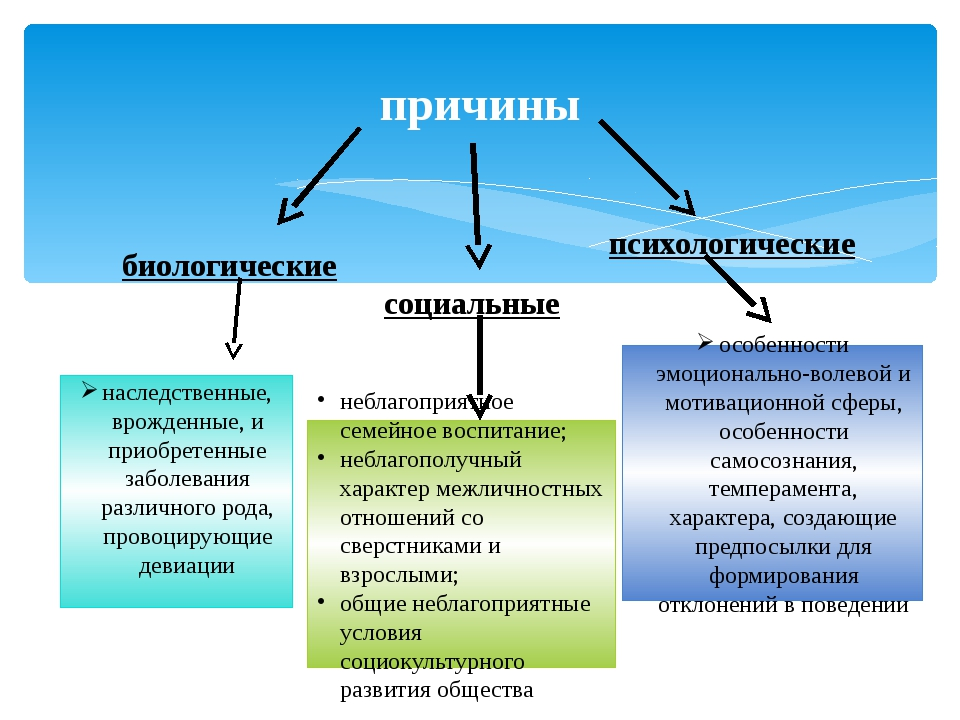 причины
биологические
социальные
психологические
наследственные,
врожденные, и
приобретенные
заболевания
различного рода,
провоцирующие
девиации
неблагоприятное
семейное воспитание;
неблагополучный
характер межличностных
отношений со
сверстниками и
взрослыми;
общие неблагоприятные
условия
социокультурного
развития общества
особенности
эмоционально-волевой и
мотивационной сферы,
особенности
самосознания,
темперамента,
характера, создающие
предпосылки для
формирования
отклонений в поведении